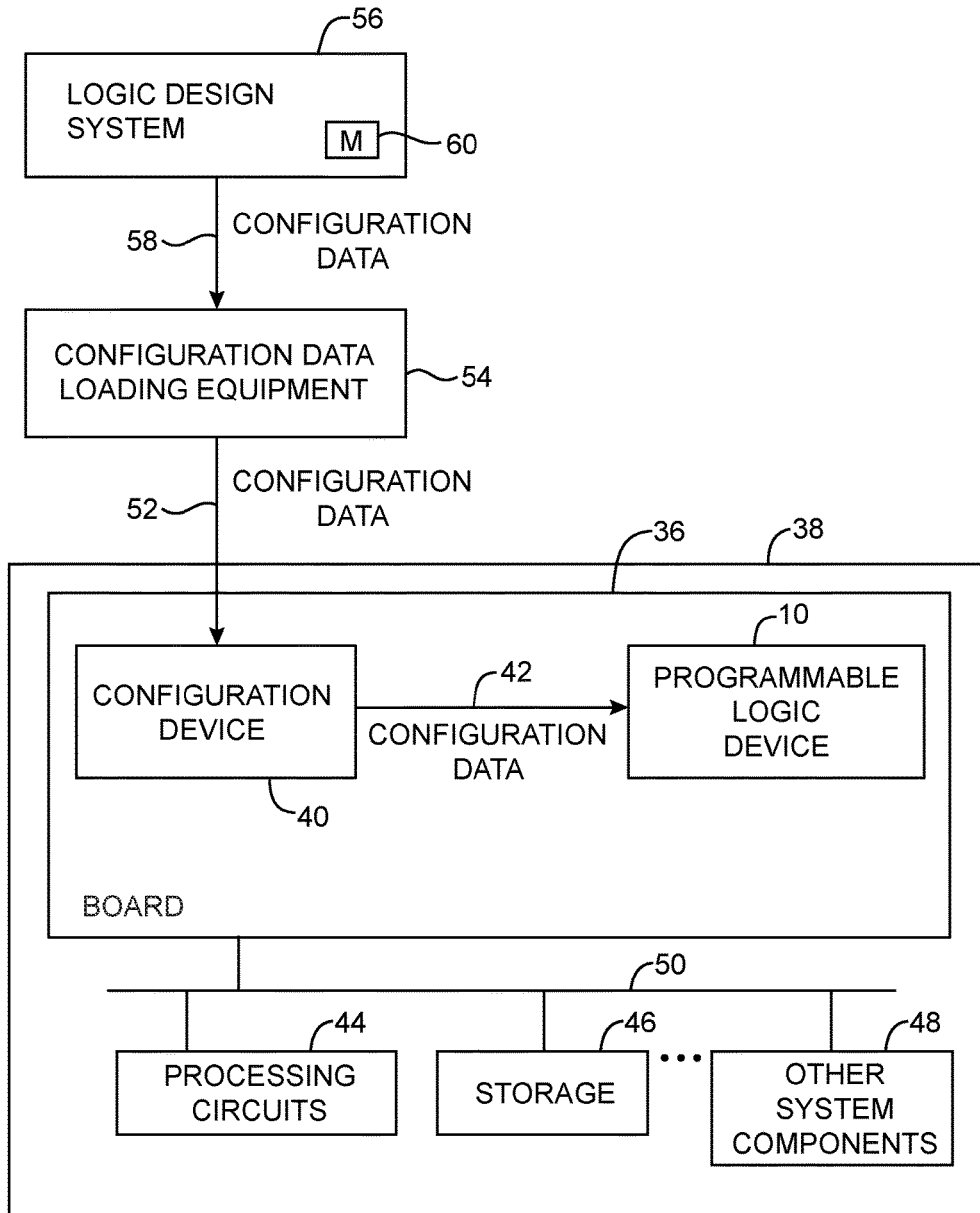 56
LOGIC DESIGN
SYSTEM
M
60
58
CONFIGURATION
DATA
CONFIGURATION DATA
LOADING EQUIPMENT
54
52
CONFIGURATION
DATA
36
38
10
CONFIGURATION
DEVICE
42
CONFIGURATION
DATA
PROGRAMMABLE
LOGIC
DEVICE
40
BOARD
50
44
46
48
PROCESSING
CIRCUITS
STORAGE
•••
OTHER
SYSTEM
COMPONENTS